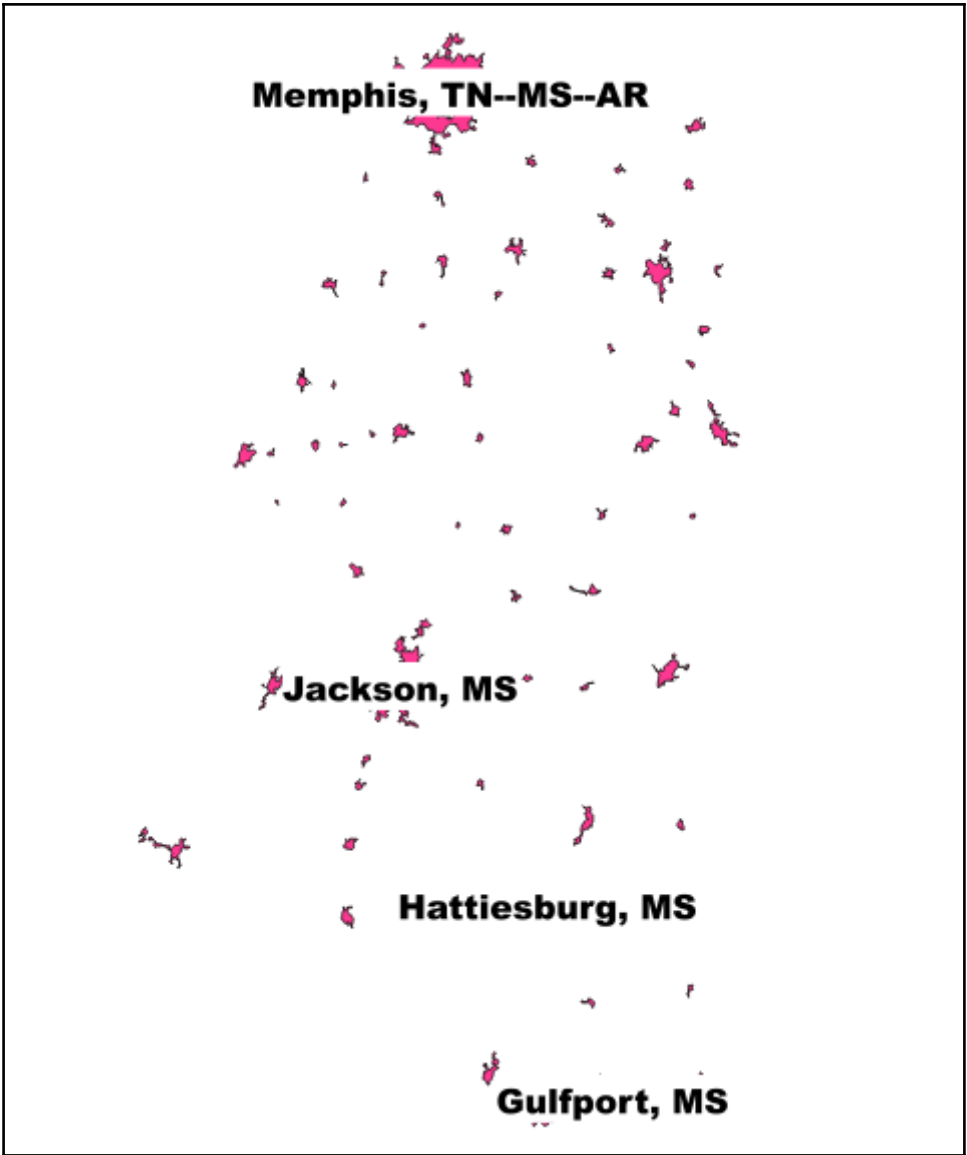 Memphis, TN--MS--AR
Jackson, MS
Hattiesburg, MS
Gulfport, MS